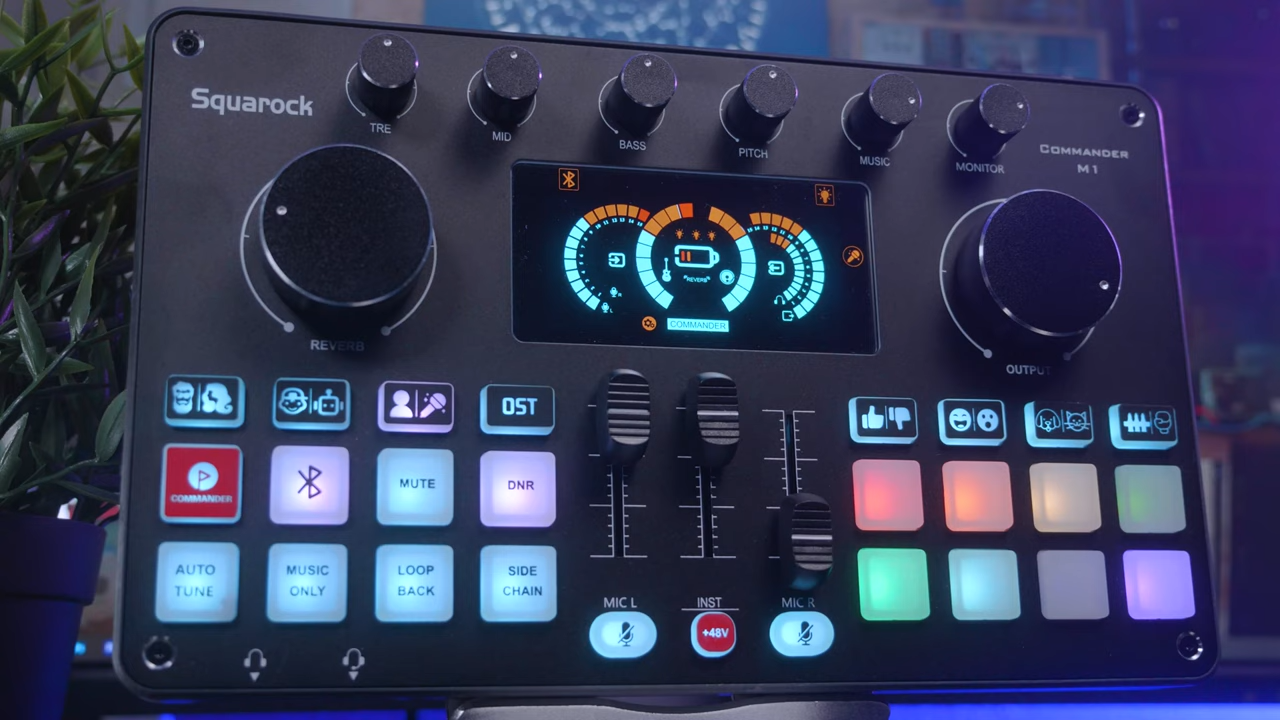 Squarock
TRE
MID
BASS
PITCH
MUSIC
MONITOR
COMMANDER
M1
REVERB
"REVERB"
COMMANDER
OUTPUT
OST
COMMANDER
MUTE
DNR
AUTO
TUNE
MUSIC
ONLY
LOOP
BACK
SIDE
CHAIN
MIC L
INST
MIC R
+48V